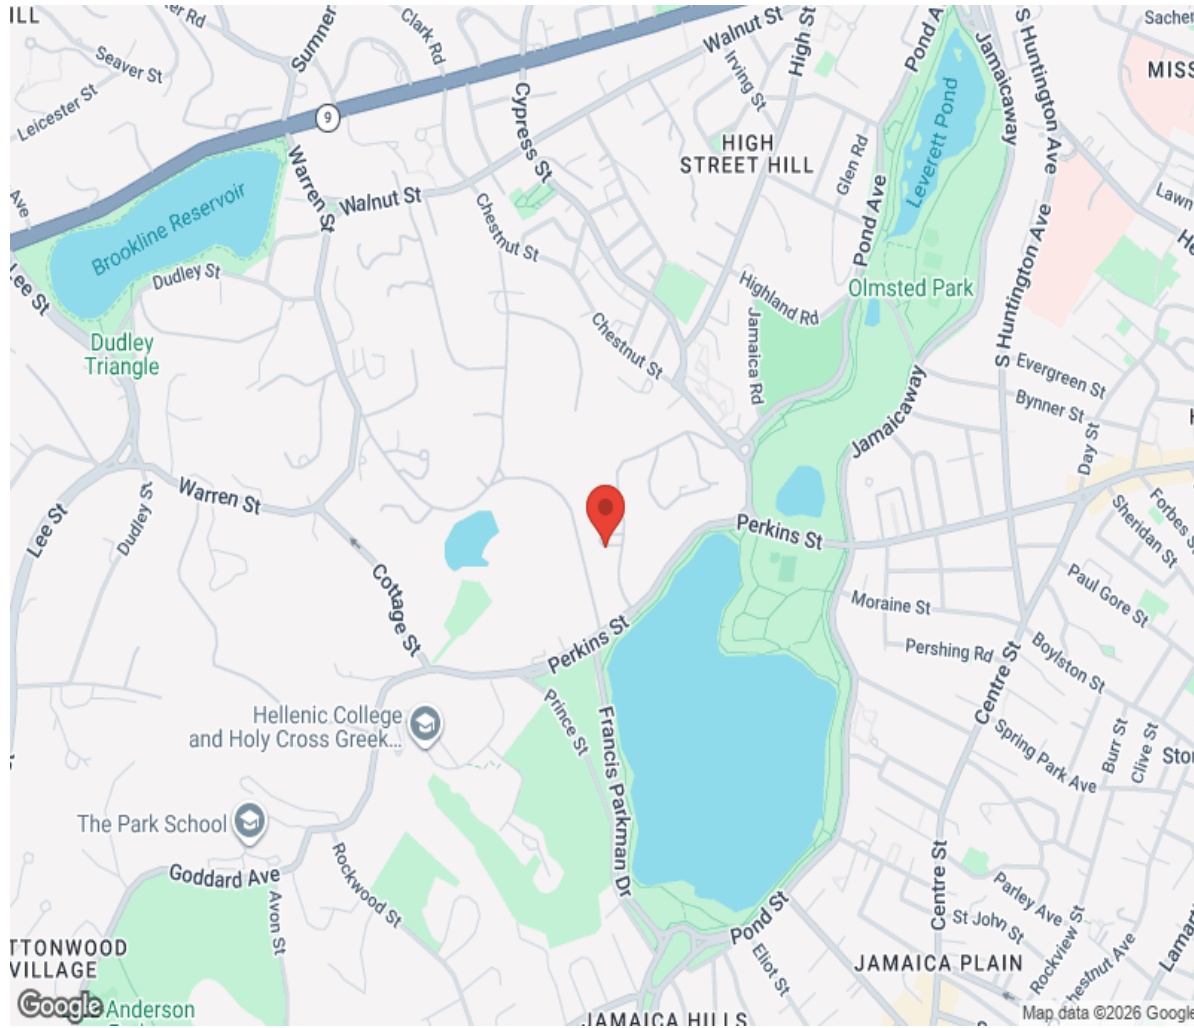 ILL
Seaver St
Leicester St
Sumner
Clark Rd
Walnut St
High St
Irving St
Pond A
Jamaicaway
S Huntington Ave
Sache
MISS
9
Cypress St
HIGH
STREET HILL
Glen Rd
Leverett Pond
Warren St
Walnut St
Chestnut St
Pond Ave
Lawn
Ave
Brookline Reservoir
Dudley St
Lee St
Highland Rd
Olmsted Park
S Huntington Ave
Dudley
Triangle
Chestnut St
Jamaica Rd
Jamaicaway
Evergreen St
Bynner St
Day St
Warren St
Dudley St
Lee St
Perkins St
Forbes S
Sheridan St
Cottage St
Moraine St
Paul Gore St
Perkins St
Pershing Rd
Boylston St
Centre St
Hellenic College
and Holy Cross Greek...
Prince St
Francis Parkman Dr
Spring Park Ave
Burr St
Clive St
Sto
The Park School
Goddard Ave
Avon St
Rockwood St
Centre St
Parley Ave
St John St
Rockview St
Chestnut Ave
Lamar
TTONWOOD
VILLAGE
Pond St
Eliot St
JAMAICA PLAIN
Google
Anderson
JAMAICA HILLS
Map data ©2026 Google